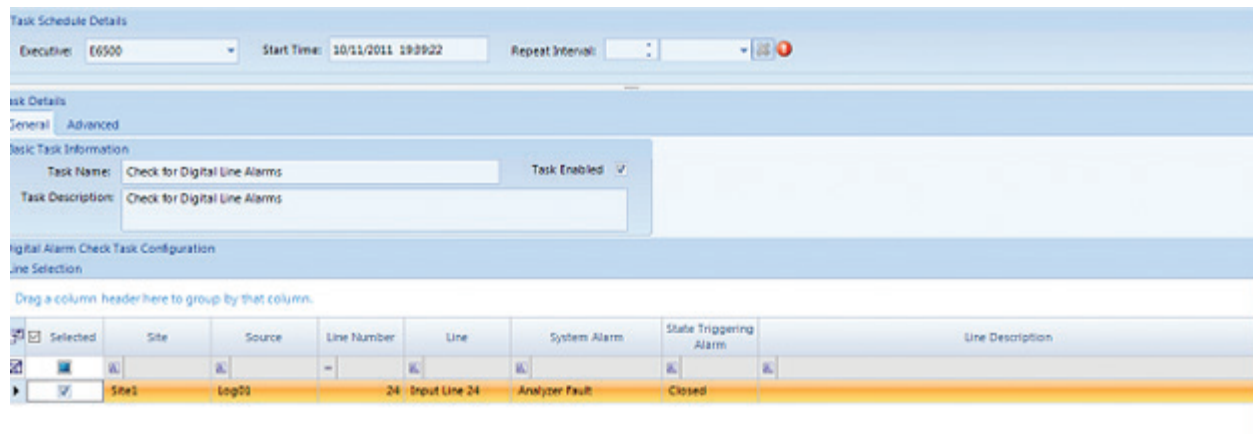 Task Schedule Details
Executive: E6500 Start Time: 10/11/2011 19:39:22 Repeat Interval:
ask Details
General Advanced
Basic Task Information
Task Name: Check for Digital Line Alarms Task Enabled
Task Description: Check for Digital Line Alarms
Digital Alarm Check Task Configuration
Line Selection
Drag a column header here to group by that column.
Selected Site Source Line Number Line System Alarm State Triggering Alarm Line Description
=
Site1 Log01 24 Input Line 24 Analyzer Fault Closed